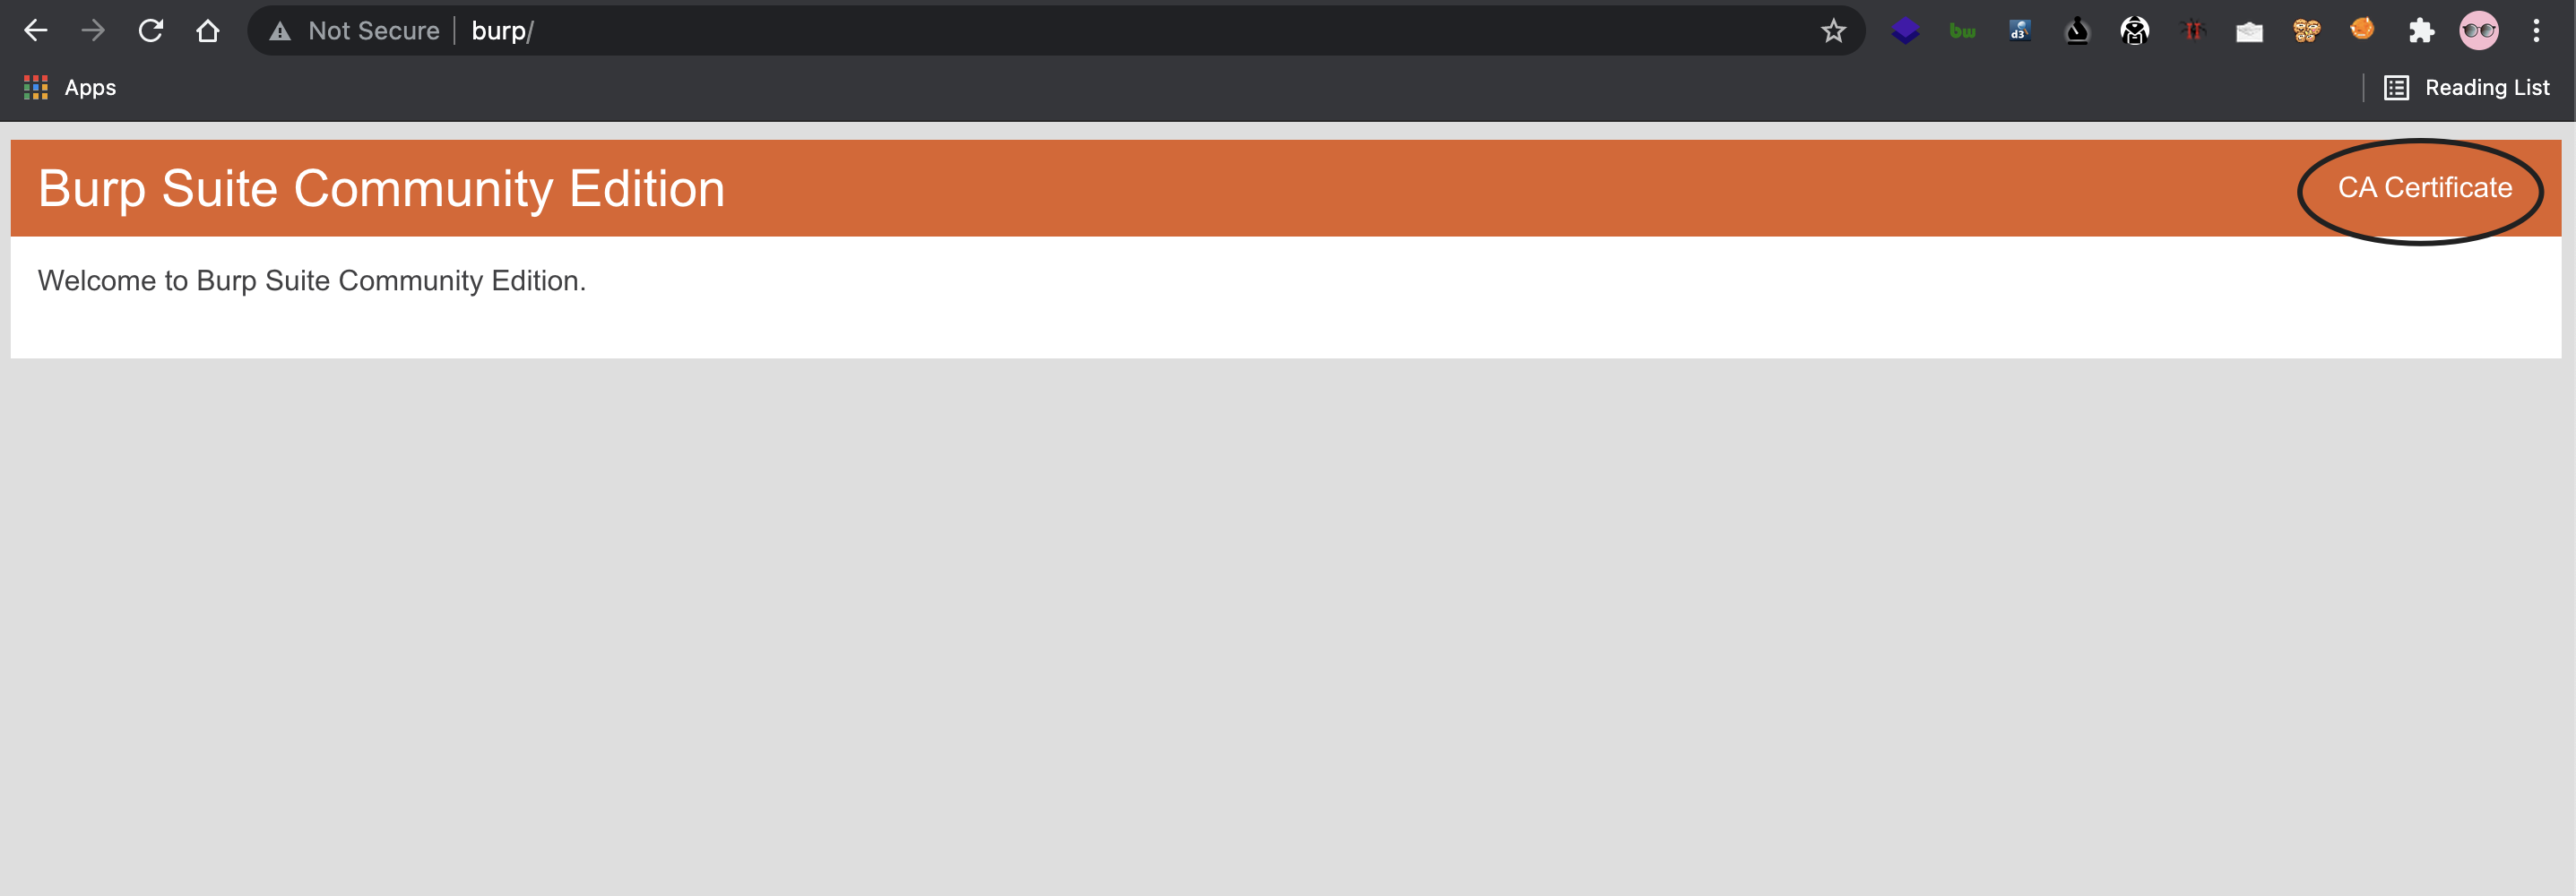 Not Secure | burp/
bw
d3
Apps
Reading List
Burp Suite Community Edition
CA Certificate
Welcome to Burp Suite Community Edition.